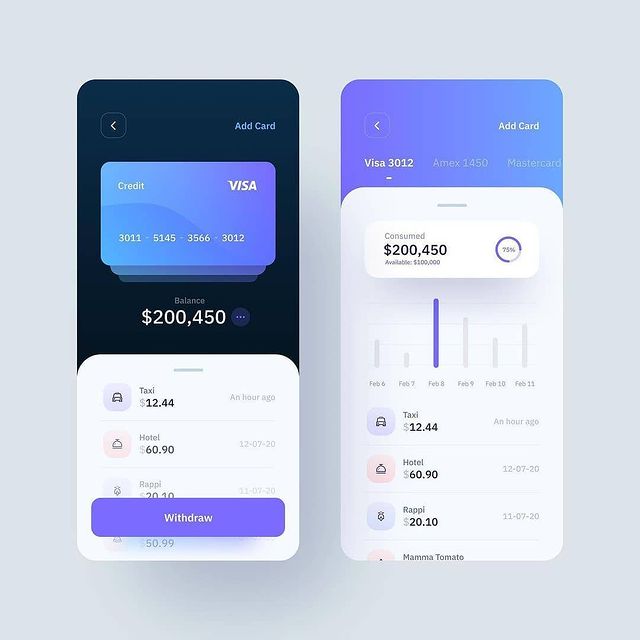 Add Card
Credit
VISA
3011 - 5145 - 3566 - 3012
Balance
$200,450
Taxi
$12.44
An hour ago
Hotel
$60.90
12-07-20
Rappi
$20.10
11-07-20
Withdraw
$50.99
Add Card
Visa 3012
Amex 1450
Mastercard
Consumed
$200,450
Available: $100,000
75%
Feb 6
Feb 7
Feb 8
Feb 9
Feb 10
Feb 11
Taxi
$12.44
An hour ago
Hotel
$60.90
12-07-20
Rappi
$20.10
11-07-20
Mamma Tomato